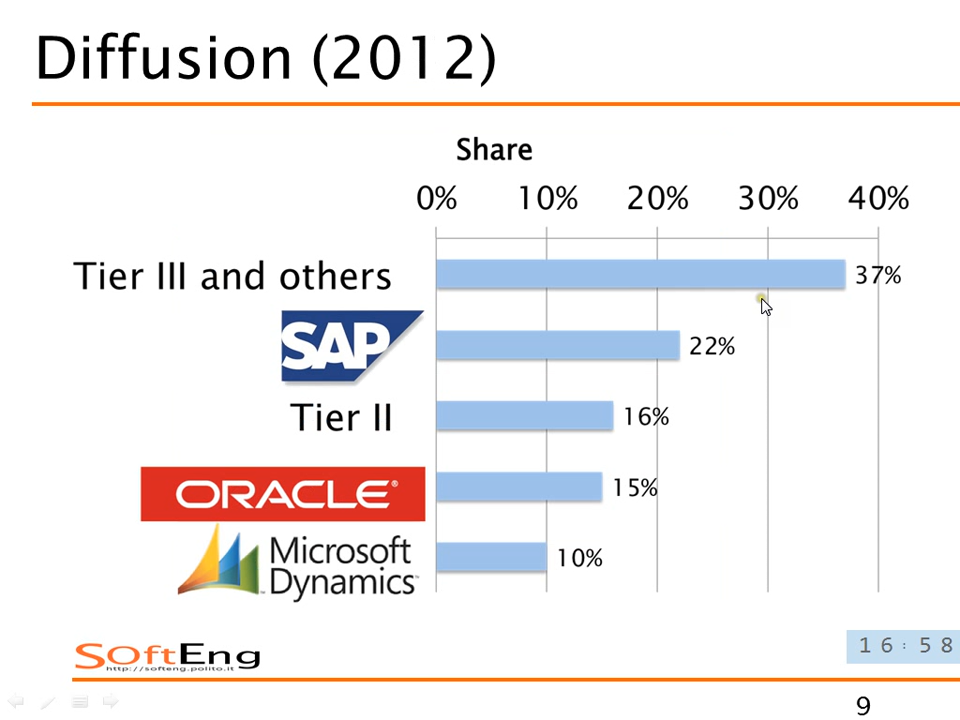 Diffusion (2012)
Share
0% 10% 20% 30% 40%
Tier III and others 37%
SAP 22%
Tier II 16%
ORACLE® 15%
Microsoft
Dynamics™ 10%
SOftEng
http://softeng.polito.it
16:58
9